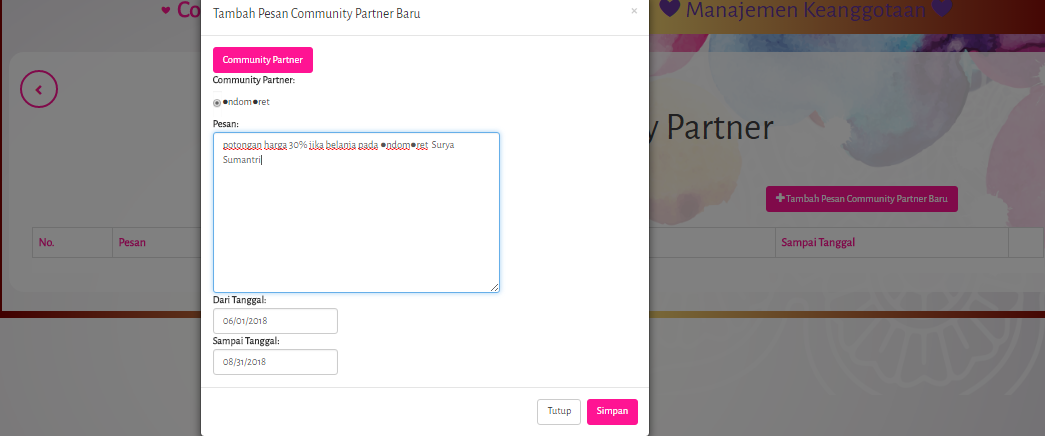 Co
Manajemen Keanggotaan
Tambah Pesan Community Partner Baru
×
Community Partner
Community Partner:
●ndom●ret
Pesan:
potongan harga 30% jika belanja pada ●ndom●ret Surya
Sumantri
Dari Tanggal:
06/01/2018
Sampai Tanggal:
08/31/2018
Tutup
Simpan
y Partner
Tambah Pesan Community Partner Baru
No.
Pesan
Sampai Tanggal